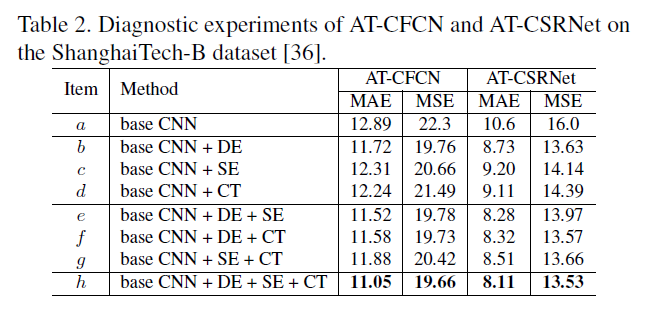 Table 2. Diagnostic experiments of AT-CFCN and AT-CSRNet on
the ShanghaiTech-B dataset [36].
Item Method AT-CFCN AT-CSRNet
MAE MSE MAE MSE
a base CNN 12.89 22.3 10.6 16.0
b base CNN + DE 11.72 19.76 8.73 13.63
c base CNN + SE 12.31 20.66 9.20 14.14
d base CNN + CT 12.24 21.49 9.11 14.39
e base CNN + DE + SE 11.52 19.78 8.28 13.97
f base CNN + DE + CT 11.58 19.73 8.32 13.57
g base CNN + SE + CT 11.88 20.42 8.51 13.66
h base CNN + DE + SE + CT 11.05 19.66 8.11 13.53